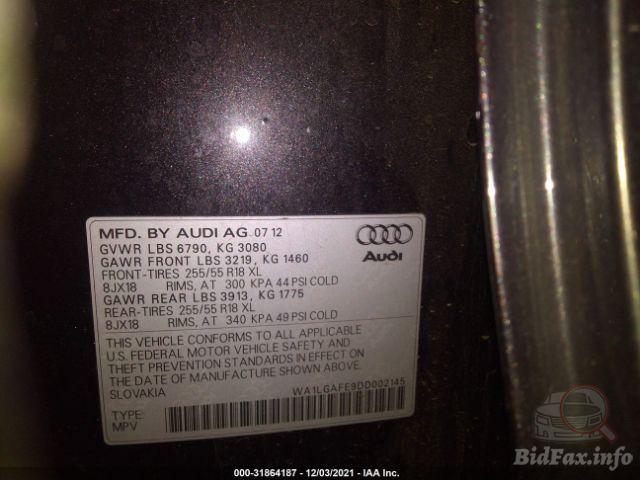 MFD. BY AUDI AG 07 12
GVWR LBS 6790, KG 3080
GAWR FRONT LBS 3219, KG 1460
FRONT-TIRES 255/55 R18 XL
8JX18 RIMS, AT 300 KPA 44 PSI COLD
GAWR REAR LBS 3913, KG 1775
REAR-TIRES 255/55 R18 XL
8JX18 RIMS, AT 340 KPA 49 PSI COLD
Audi
THIS VEHICLE CONFORMS TO ALL APPLICABLE
U.S. FEDERAL MOTOR VEHICLE SAFETY AND
THEFT PREVENTION STANDARDS IN EFFECT ON
THE DATE OF MANUFACTURE SHOWN ABOVE.
SLOVAKIA WA1LGAFE9DD002145
TYPE:
MPV
BidFax.info
000-31864187 - 12/03/2021 - IAA Inc.